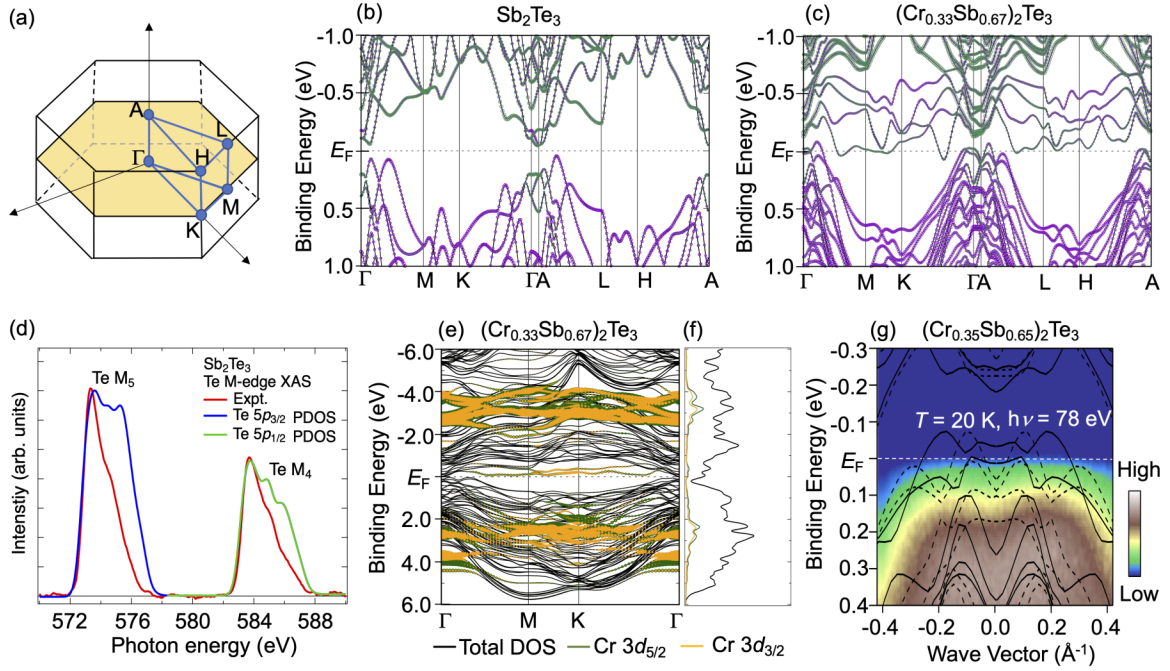 (a)
A
L
Γ
H
M
K
(b)
Sb₂Te₃
Binding Energy (eV)
-1.0
-0.5
E_F
0.5
1.0
Γ M K ΓA L H A
(c)
(Cr₀.₃₃Sb₀.₆₇)₂Te₃
Binding Energy (eV)
-1.0
-0.5
E_F
0.5
1.0
Γ M K ΓA L H A
(d)
Te M₅
Sb₂Te₃
Te M-edge XAS
Expt.
Te 5p₃/₂ PDOS
Te 5p₁/₂ PDOS
Te M₄
Intenstiy (arb. units)
572 576 580 584 588
Photon energy (eV)
(e) (Cr₀.₃₃Sb₀.₆₇)₂Te₃ (f)
Binding Energy (eV)
-6.0
-4.0
-2.0
E_F
2.0
4.0
6.0
Γ M K Γ
Total DOS Cr 3d₅/₂ Cr 3d₃/₂
(g) (Cr₀.₃₅Sb₀.₆₅)₂Te₃
Binding Energy (eV)
-0.3
-0.2
-0.1
E_F
0.1
0.2
0.3
0.4
T = 20 K, hν = 78 eV
High
Low
-0.4 -0.2 0.0 0.2 0.4
Wave Vector (Å⁻¹)